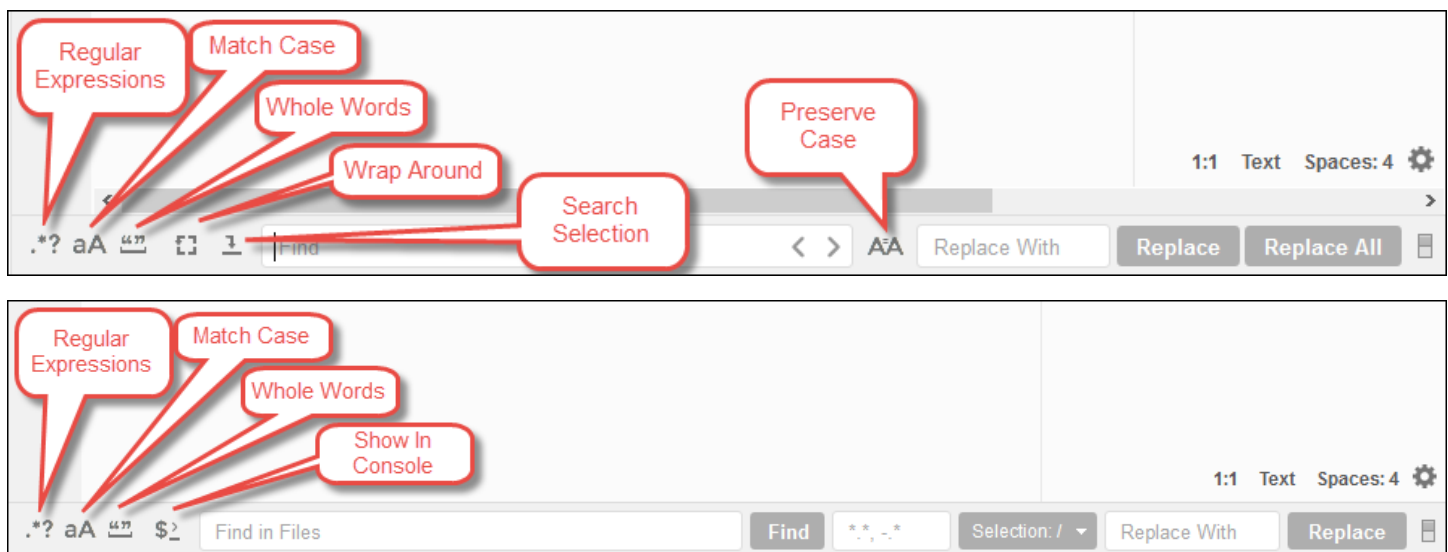 Regular
Expressions
Match Case
Whole Words
Wrap Around
Search
Selection
Preserve
Case
1:1 Text Spaces: 4
.*? aA “” Find < > AA Replace With Replace Replace All
Regular
Expressions
Match Case
Whole Words
Show In
Console
1:1 Text Spaces: 4
.*? aA “” $> Find in Files Find *.*, -.* Selection: / Replace With Replace